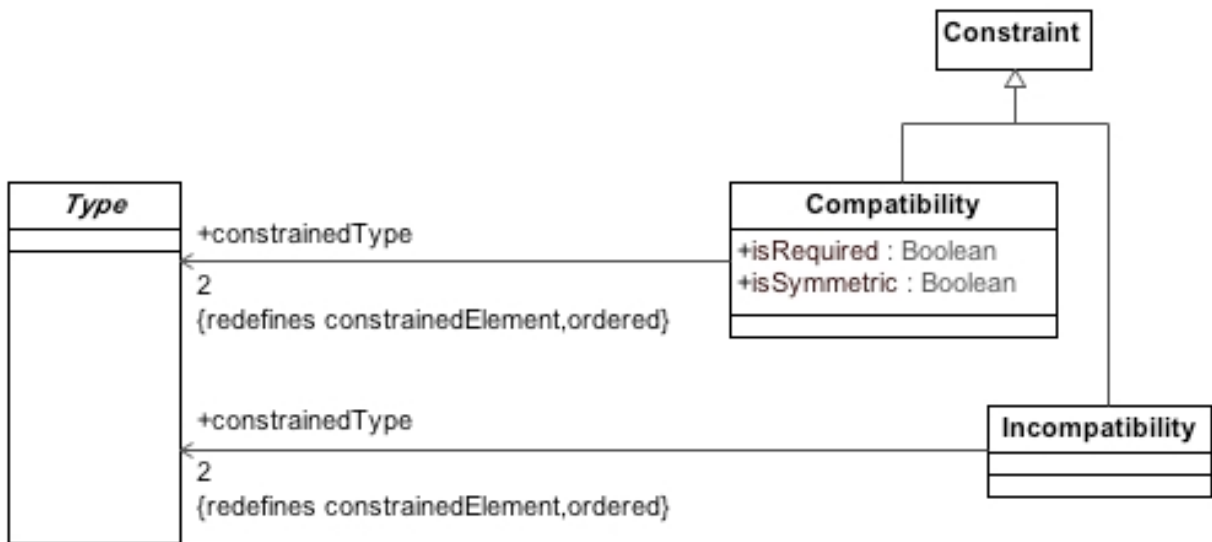 Constraint
Type
Compatibility
+constrainedType
+isRequired : Boolean
+isSymmetric : Boolean
2
{redefines constrainedElement,ordered}
+constrainedType
Incompatibility
2
{redefines constrainedElement,ordered}